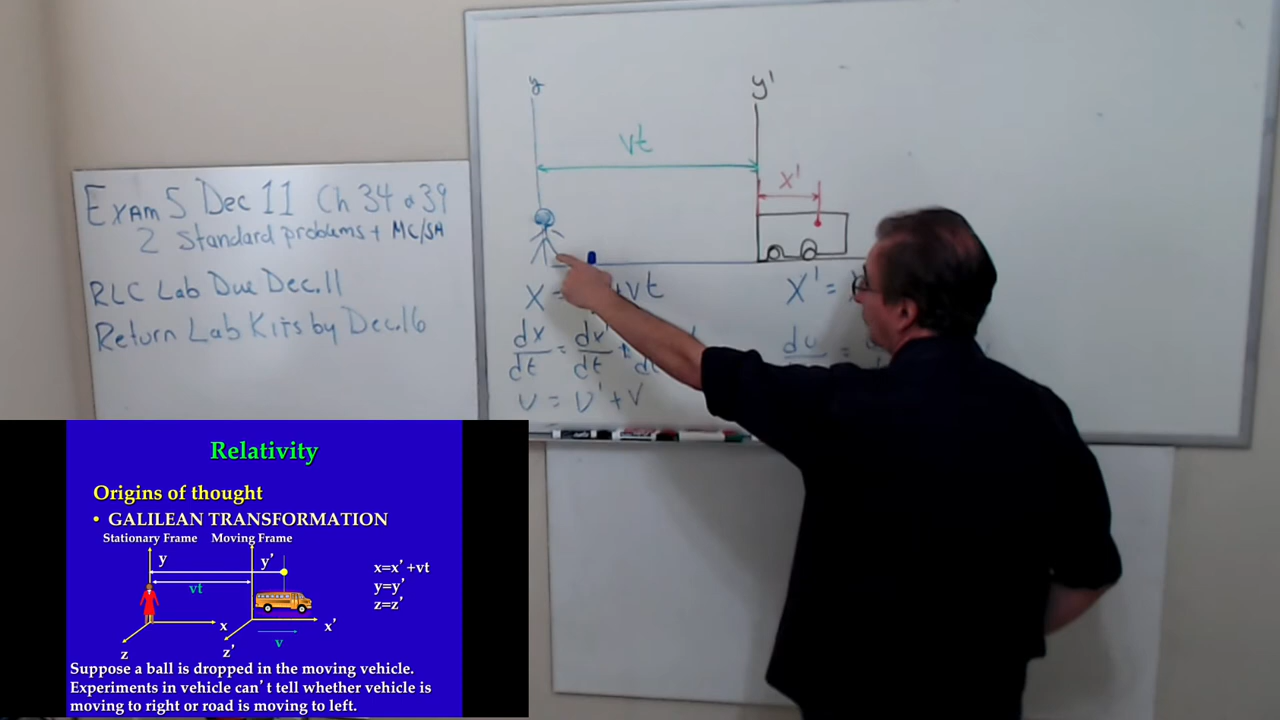 Exam 5 Dec 11 Ch 34 & 39
2 Standard problems + MC/SA
RLC Lab Due Dec. 11
Return Lab Kits by Dec. 16
y
y'
vt
x'
x = + vt
x' =
dx/dt = dx'/dt +
υ = υ' + v
Relativity
Origins of thought
• GALILEAN TRANSFORMATION
Stationary Frame Moving Frame
y
y'
vt
x
x'
z
z'
v
x=x'+vt
y=y'
z=z'
Suppose a ball is dropped in the moving vehicle.
Experiments in vehicle can't tell whether vehicle is
moving to right or road is moving to left.